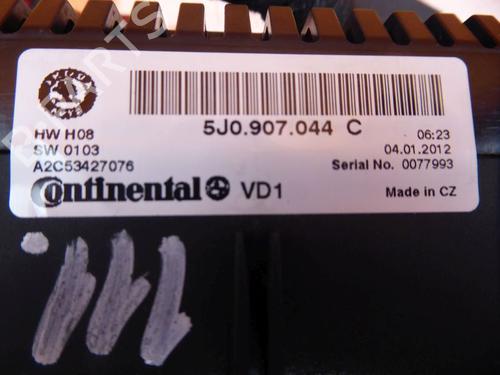 5J0.907.044 C
HW H08
06:23
SW 0103
04.01.2012
A2C53427076
Serial No. 0077993
Continental VD1
Made in CZ